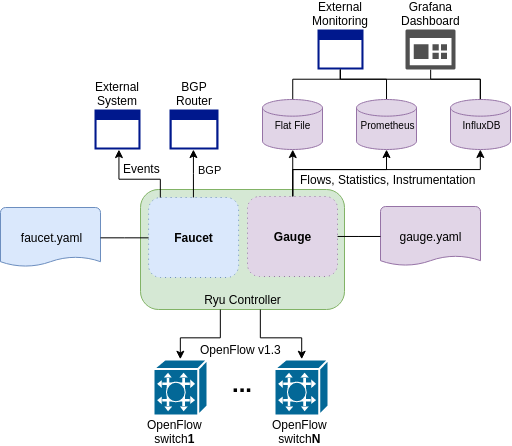 External
Monitoring
Grafana
Dashboard
External
System
BGP
Router
Flat File
Prometheus
InfluxDB
Events
BGP
Flows, Statistics, Instrumentation
faucet.yaml
Faucet
Gauge
gauge.yaml
Ryu Controller
OpenFlow v1.3
...
OpenFlow
switch1
OpenFlow
switchN